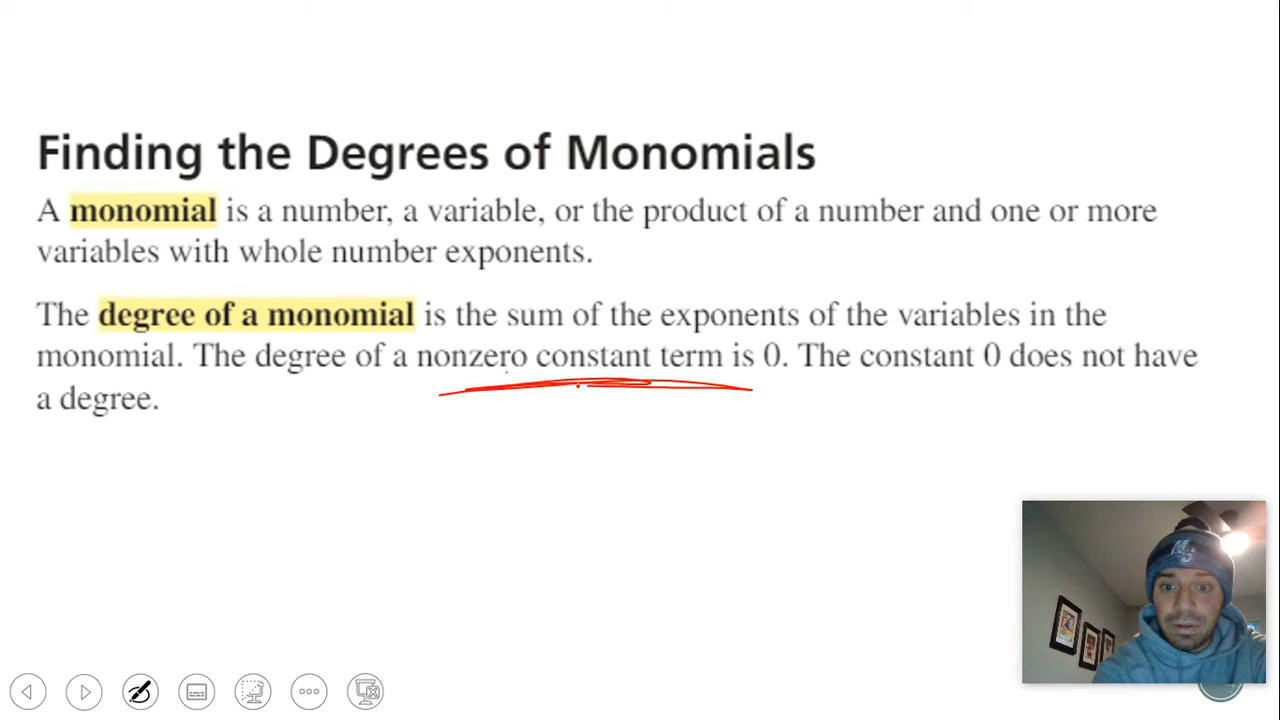 Finding the Degrees of Monomials
A monomial is a number, a variable, or the product of a number and one or more
variables with whole number exponents.
The degree of a monomial is the sum of the exponents of the variables in the
monomial. The degree of a nonzero constant term is 0. The constant 0 does not have
a degree.